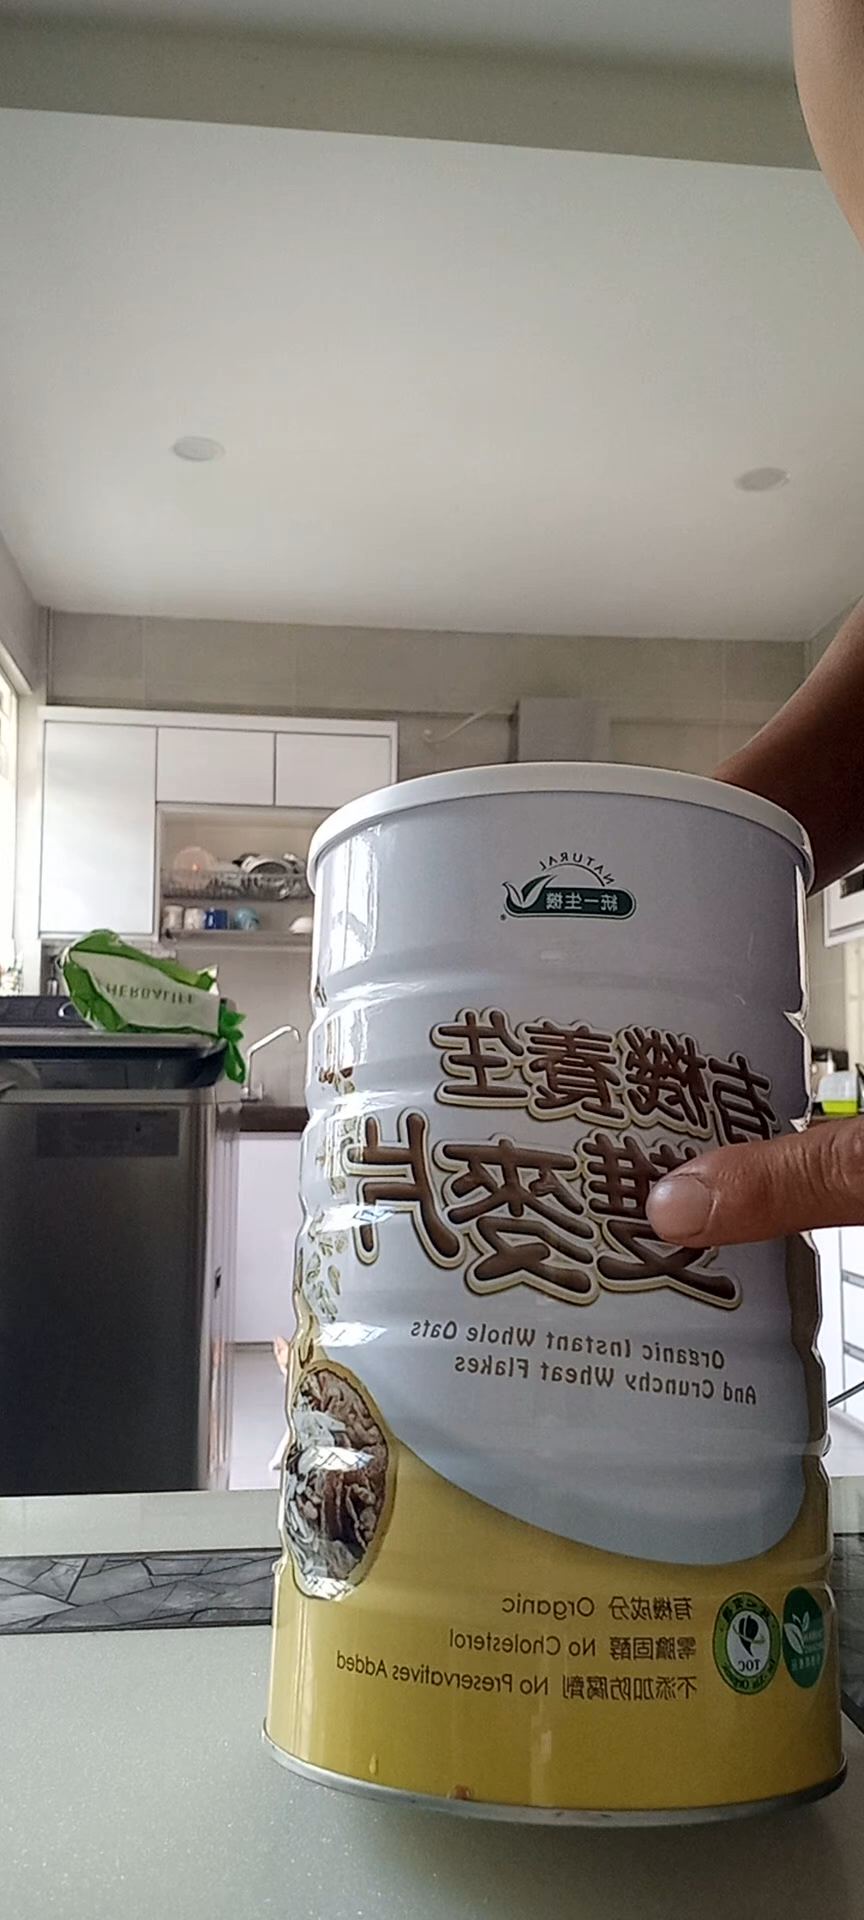 NATURAL
統一生機®
有機養生
雙麥片
Organic Instant Whole Oats
And Crunchy Wheat Flakes
有機成分 Organic
零膽固醇 No Cholesterol
不添加防腐劑 No Preservatives Added
TOC
HERBALIFE